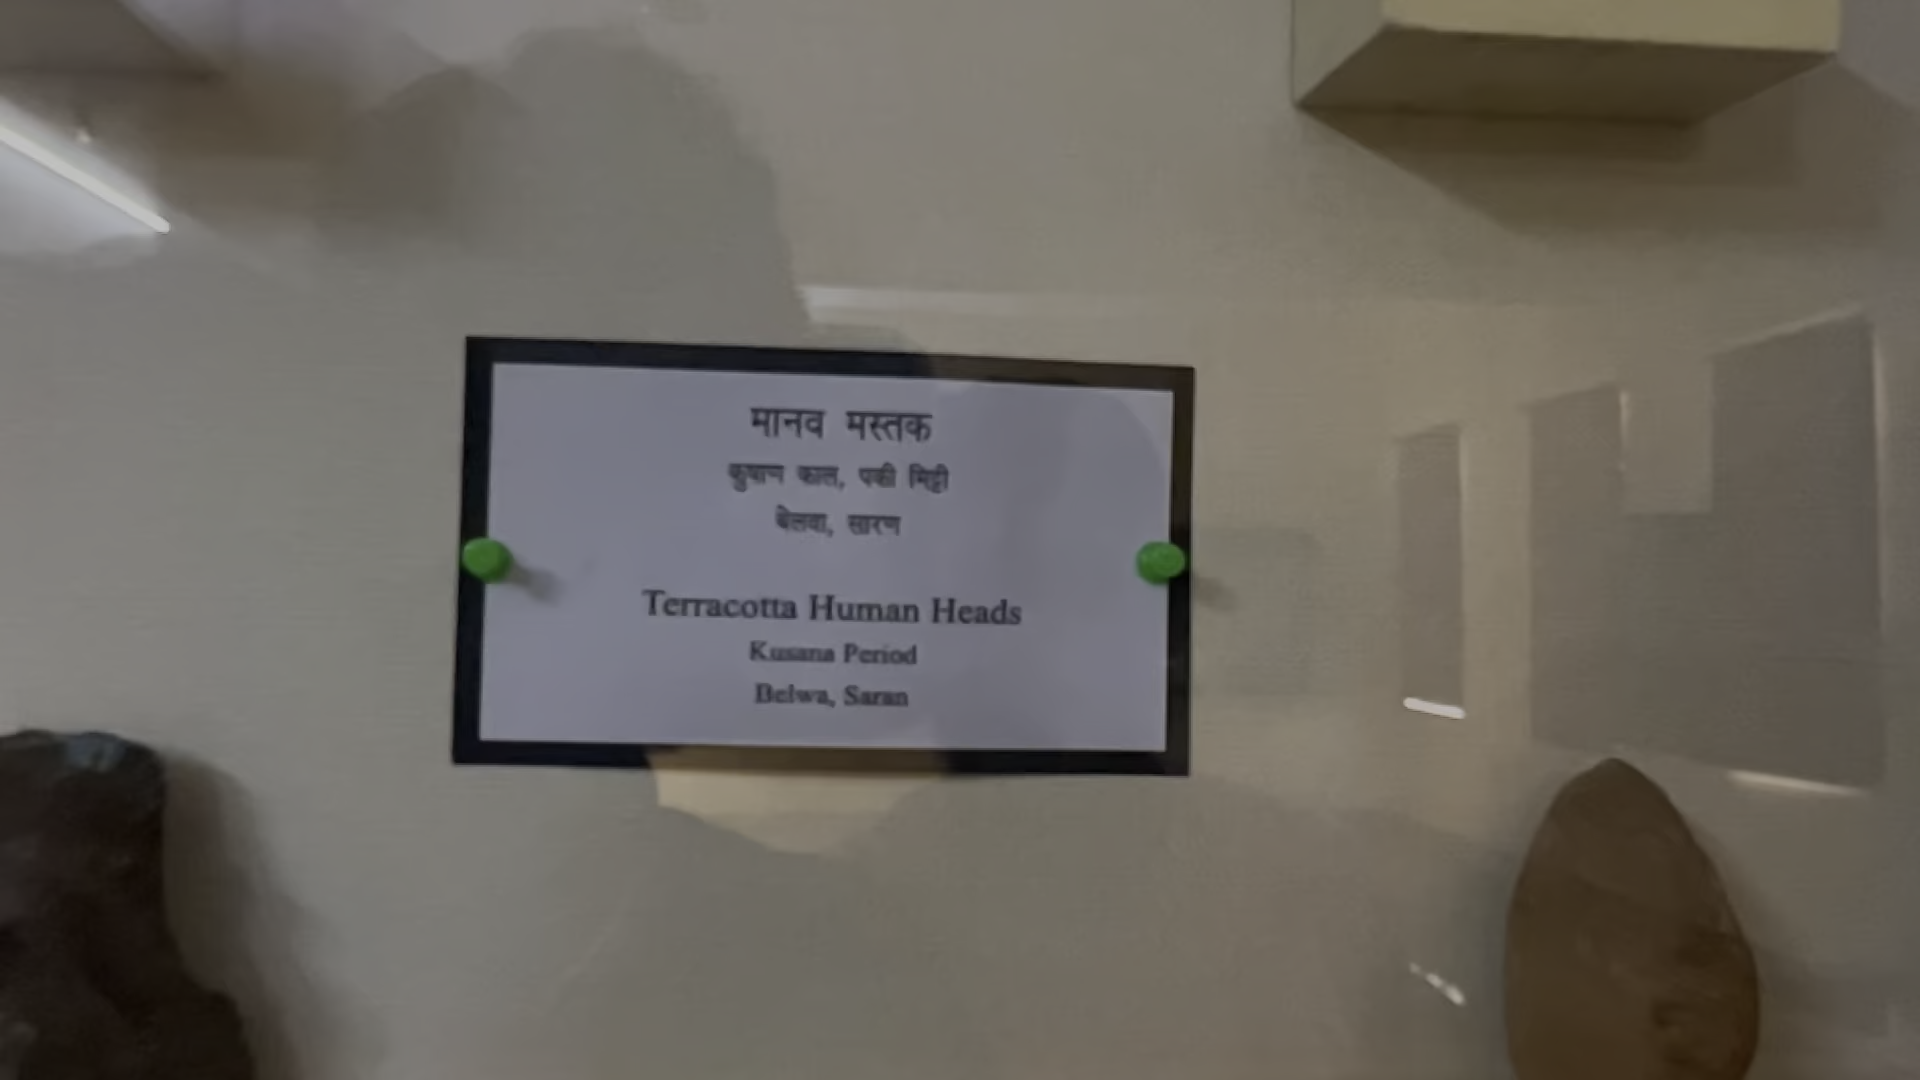 मानव मस्तक
कुषाण काल, पकी मिट्टी
बेलवा, सारण
Terracotta Human Heads
Kusana Period
Belwa, Saran